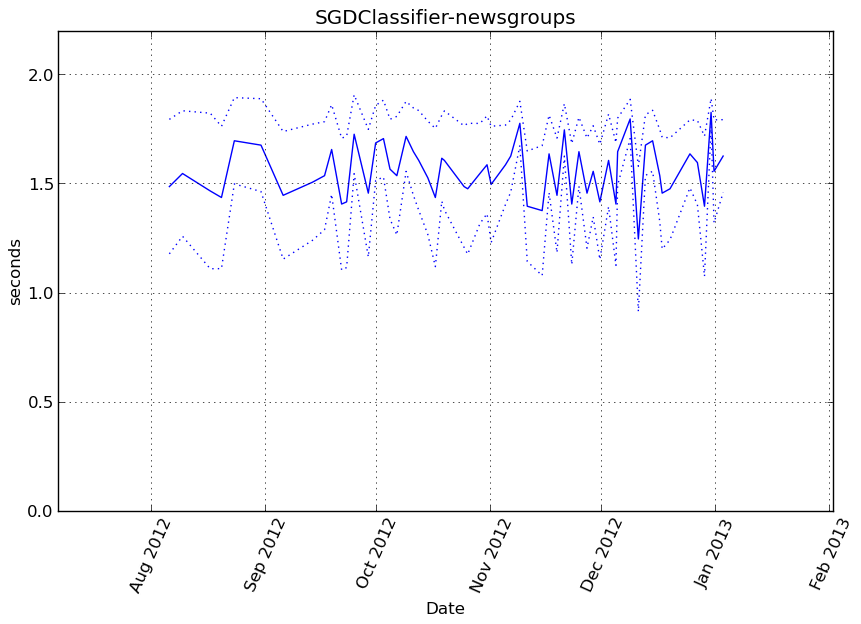 SGDClassifier-newsgroups
2.0
1.5
1.0
0.5
0.0
seconds
Aug 2012
Sep 2012
Oct 2012
Nov 2012
Dec 2012
Jan 2013
Feb 2013
Date